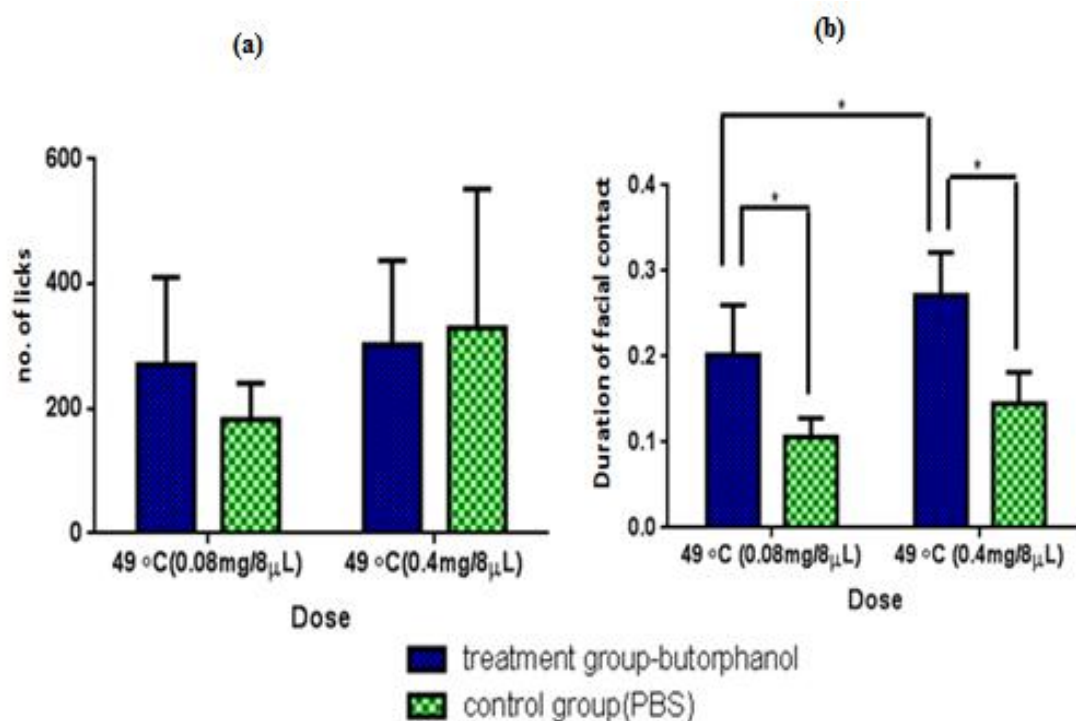 (a)
no. of licks
600
400
200
0
49 °C(0.08mg/8µL) 49 °C(0.4mg/8µL)
Dose
(b)
*
*
*
Duration of facial contact
0.4
0.3
0.2
0.1
0.0
49 °C (0.08mg/8µL) 49 °C (0.4mg/8µL)
Dose
treatment group-butorphanol
control group(PBS)